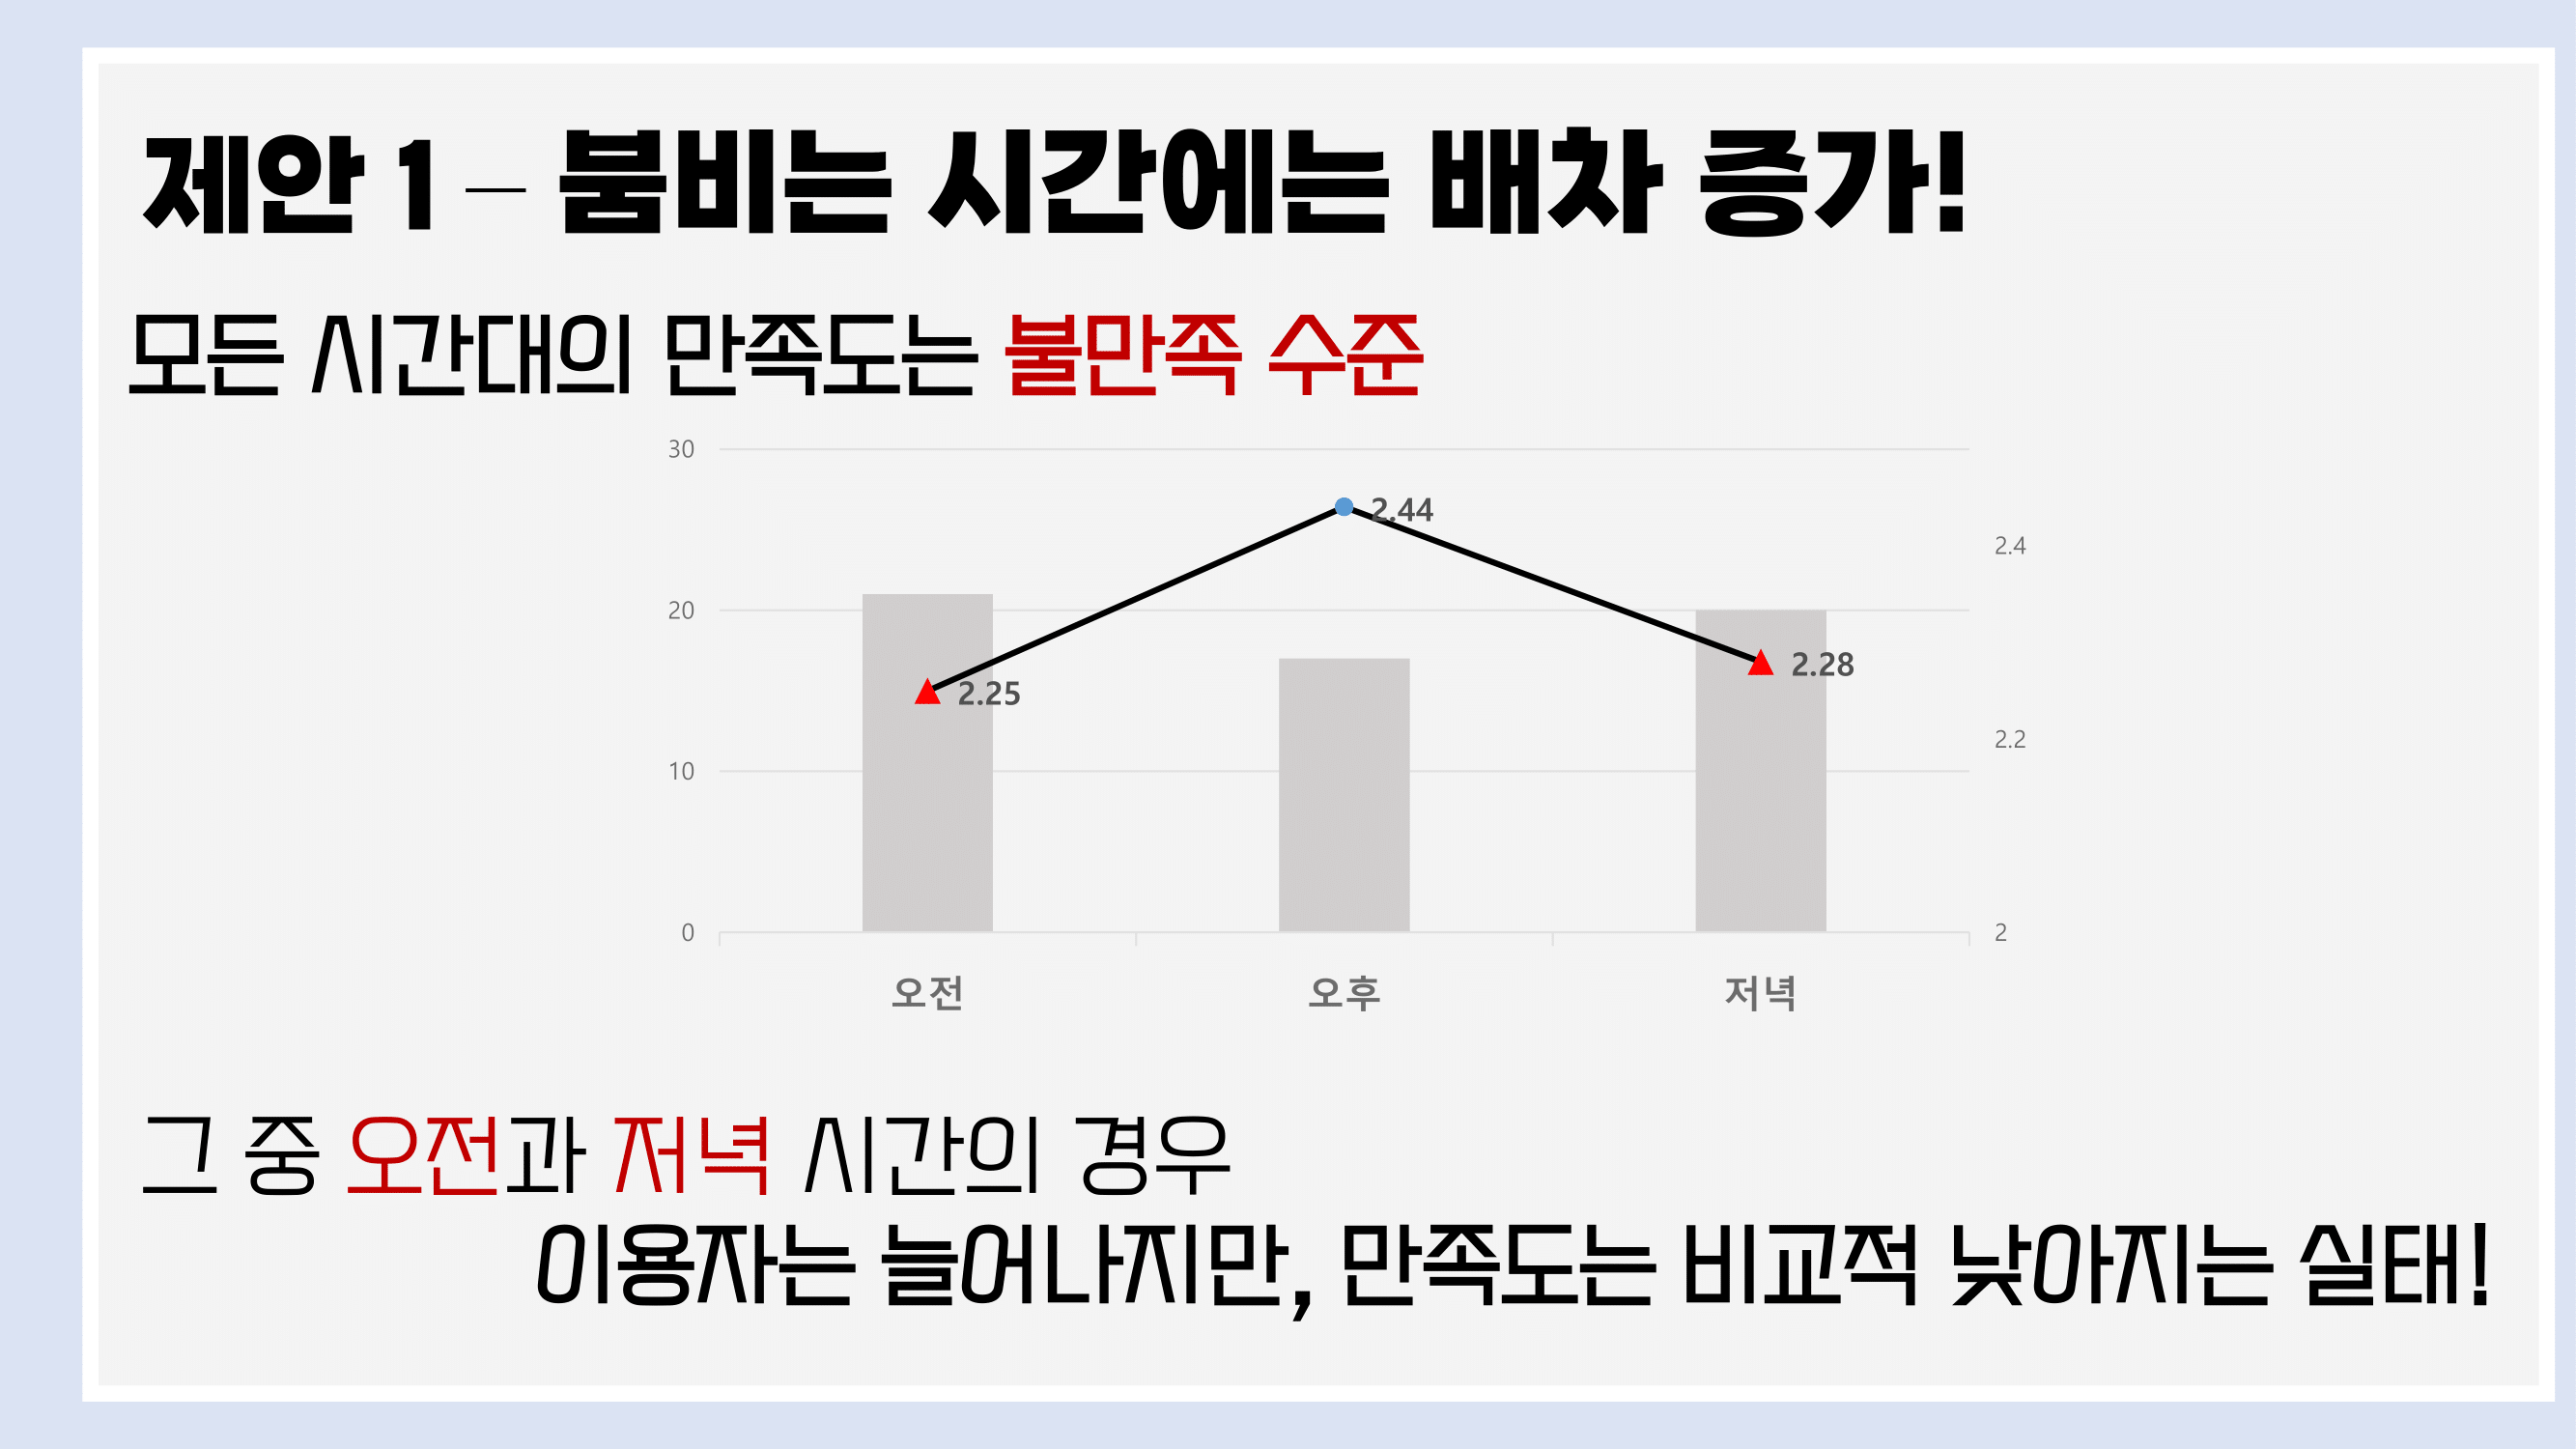 제안 1 – 붐비는 시간에는 배차 증가!
모든 시간대의 만족도는 불만족 수준
30
2.44
2.4
20
2.28
2.25
2.2
10
0
2
오전 오후 저녁
그 중 오전과 저녁 시간의 경우
이용자는 늘어나지만, 만족도는 비교적 낮아지는 실태!